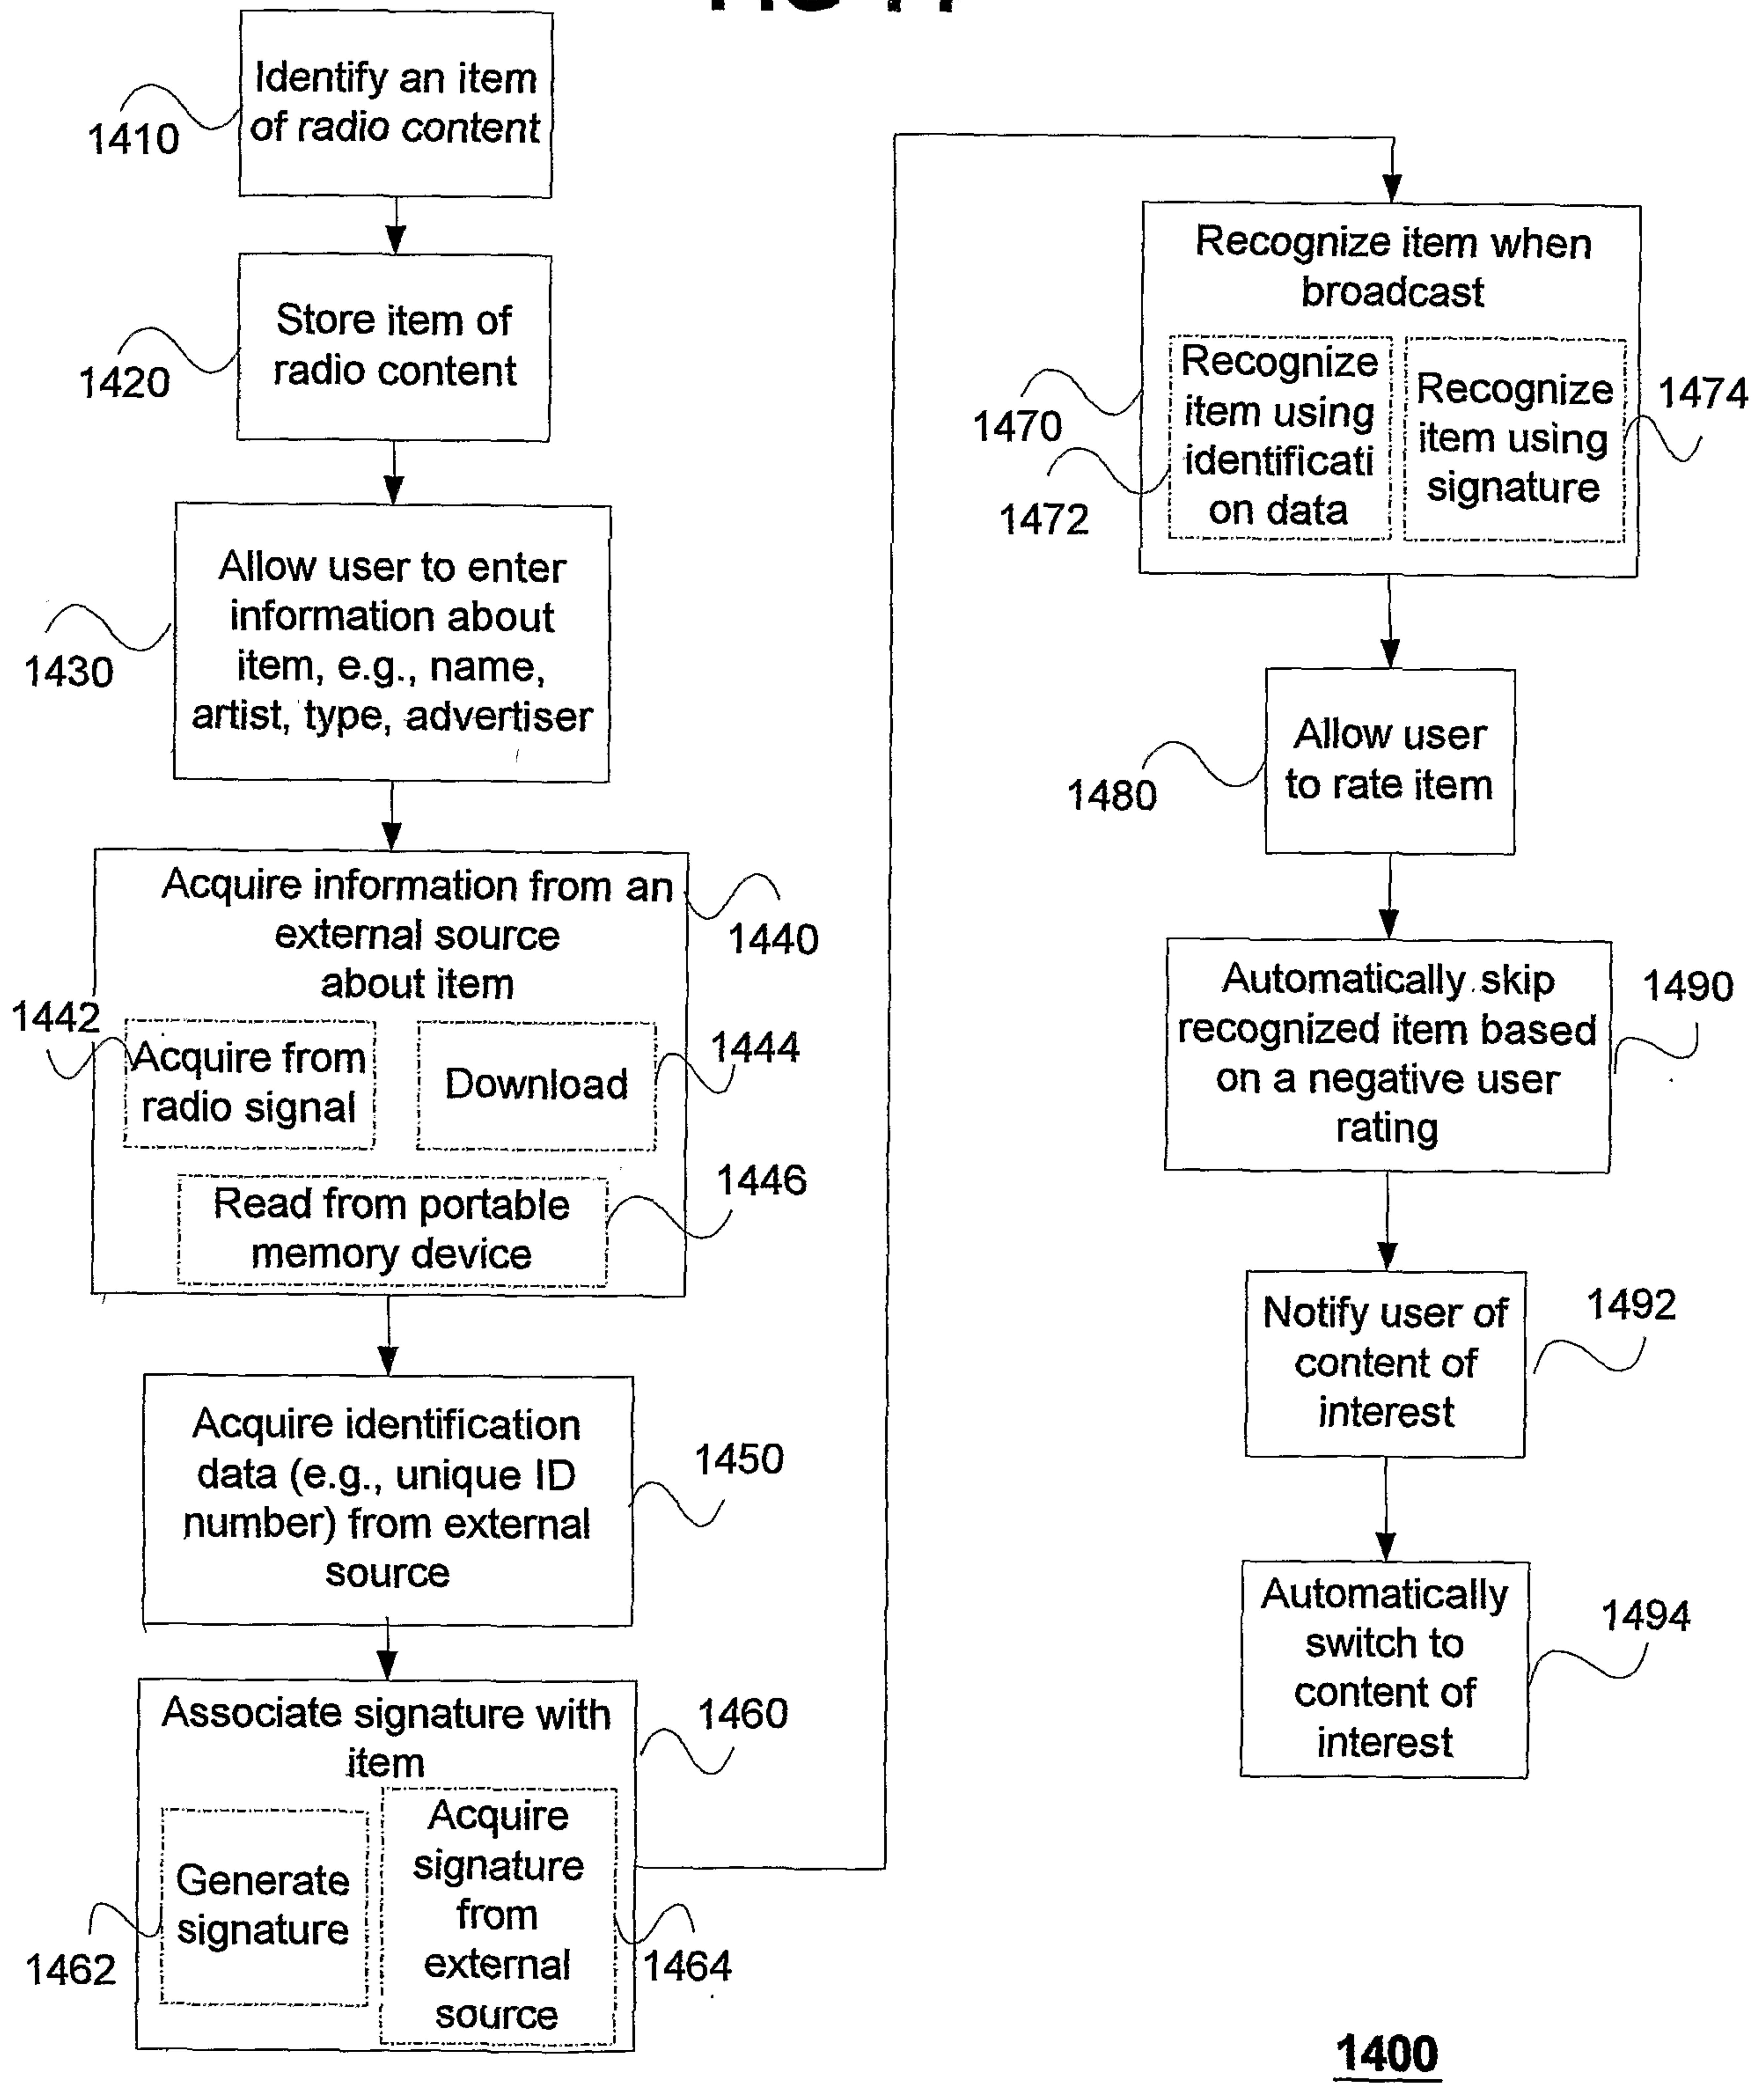 Identify an item
of radio content
1410
Store item of
radio content
1420
Allow user to enter
information about
item, e.g., name,
artist, type, advertiser
1430
Acquire information from an
external source
about item
1440
1442
Acquire from
radio signal
Download
1444
Read from portable
memory device
1446
Acquire identification
data (e.g., unique ID
number) from external
source
1450
Associate signature with
item
1460
Generate
signature
1462
Acquire
signature
from
external
source
1464
Recognize item when
broadcast
1470
Recognize
item using
identificati
on data
1472
Recognize
item using
signature
1474
Allow user
to rate item
1480
Automatically skip
recognized item based
on a negative user
rating
1490
Notify user of
content of
interest
1492
Automatically
switch to
content of
interest
1494
1400